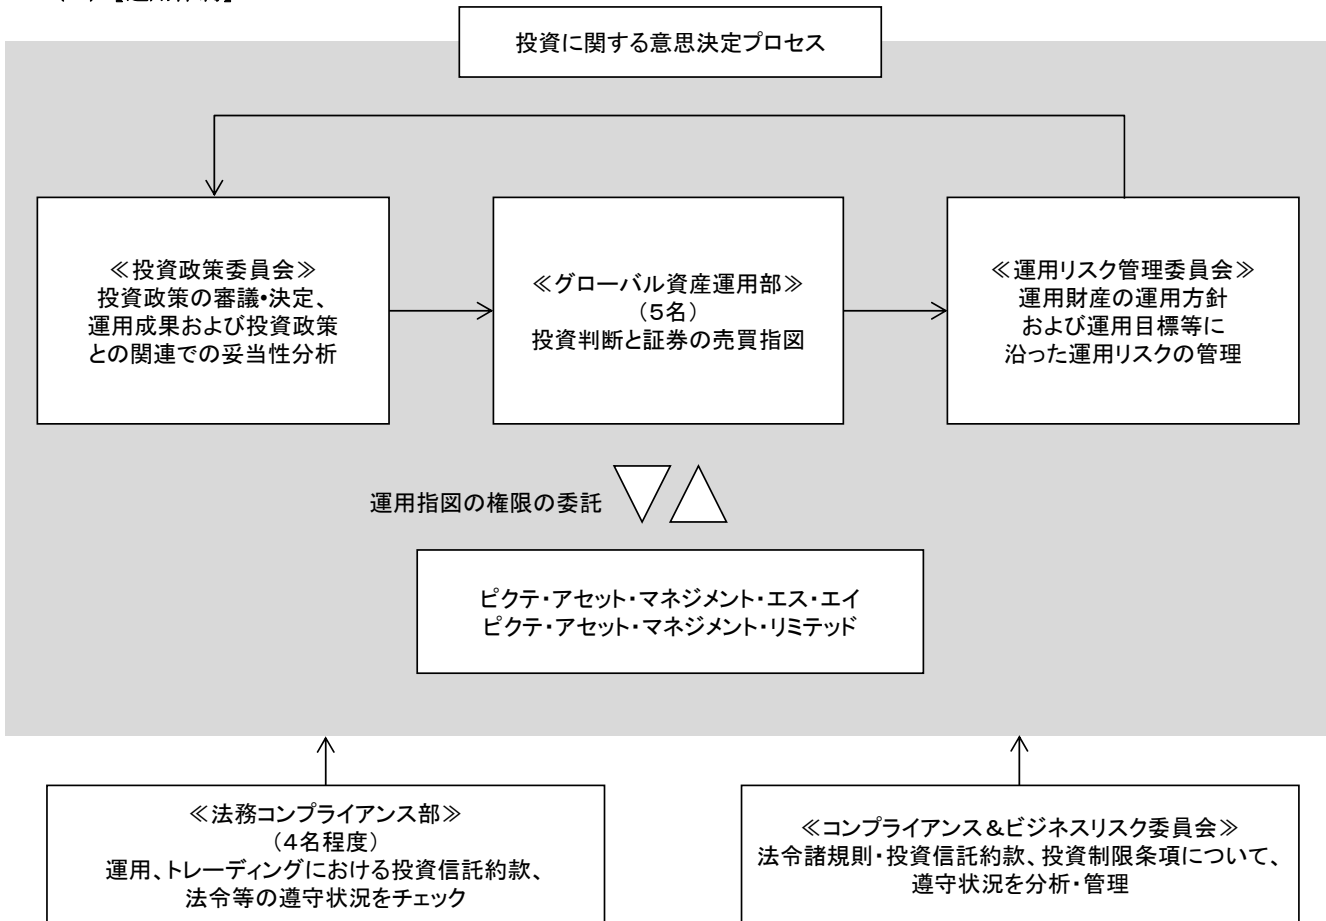 投資に関する意思決定プロセス
≪投資政策委員会≫
投資政策の審議・決定、
運用成果および投資政策
との関連での妥当性分析
≪グローバル資産運用部≫
（5名）
投資判断と証券の売買指図
≪運用リスク管理委員会≫
運用財産の運用方針
および運用目標等に
沿った運用リスクの管理
運用指図の権限の委託
ピクテ・アセット・マネジメント・エス・エイ
ピクテ・アセット・マネジメント・リミテッド
≪法務コンプライアンス部≫
（4名程度）
運用、トレーディングにおける投資信託約款、
法令等の遵守状況をチェック
≪コンプライアンス＆ビジネスリスク委員会≫
法令諸規則・投資信託約款、投資制限条項について、
遵守状況を分析・管理